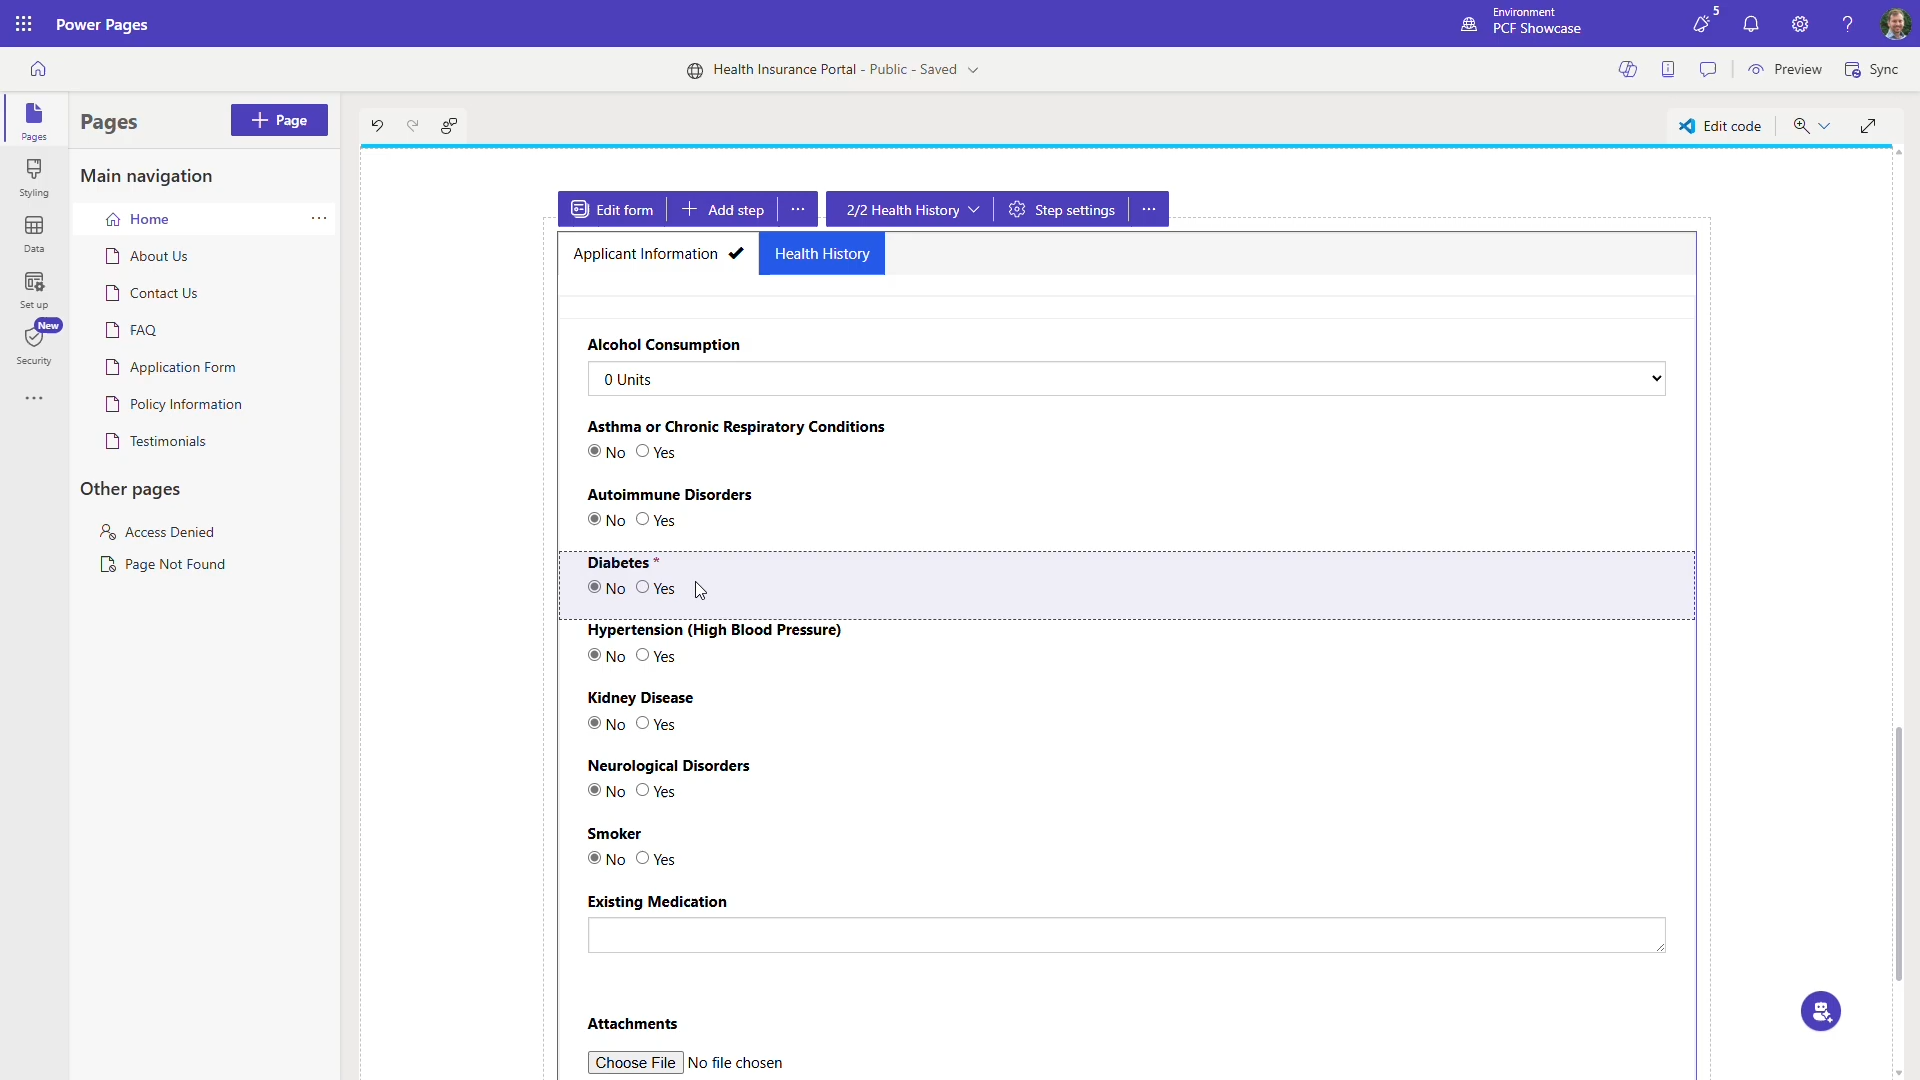 Power Pages
Environment
PCF Showcase
5
Health Insurance Portal - Public - Saved
Preview
Sync
Pages
Styling
Data
Set up
New
Security
Pages
+ Page
Main navigation
Home
About Us
Contact Us
FAQ
Application Form
Policy Information
Testimonials
Other pages
Access Denied
Page Not Found
Edit code
Edit form
Add step
2/2 Health History
Step settings
Applicant Information
Health History
Alcohol Consumption
0 Units
Asthma or Chronic Respiratory Conditions
No Yes
Autoimmune Disorders
No Yes
Diabetes *
No Yes
Hypertension (High Blood Pressure)
No Yes
Kidney Disease
No Yes
Neurological Disorders
No Yes
Smoker
No Yes
Existing Medication
Attachments
Choose File No file chosen